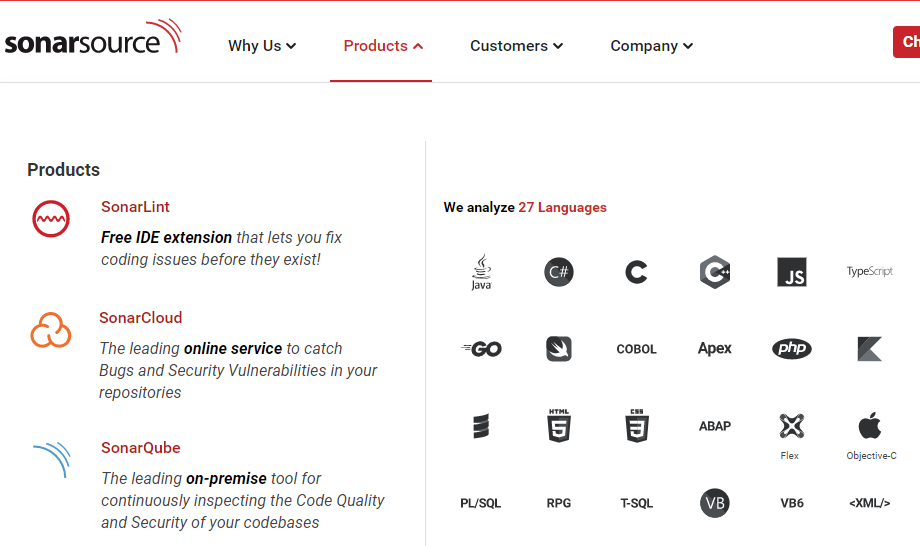 sonarsource
Why Us
Products
Customers
Company
Ch
Products
SonarLint
Free IDE extension that lets you fix
coding issues before they exist!
SonarCloud
The leading online service to catch
Bugs and Security Vulnerabilities in your
repositories
SonarQube
The leading on-premise tool for
continuously inspecting the Code Quality
and Security of your codebases
We analyze 27 Languages
Java
C#
C
C++
JS
TypeScript
GO
COBOL
Apex
php
HTML
5
CSS
3
ABAP
Flex
Objective-C
PL/SQL
RPG
T-SQL
VB
VB6
<XML/>